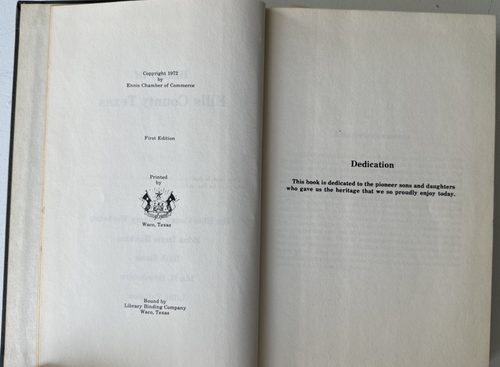 Copyright 1972
by
Ennis Chamber of Commerce
First Edition
Printed
by
Waco, Texas
Bound by
Library Binding Company
Waco, Texas
Dedication
This book is dedicated to the pioneer sons and daughters
who gave us the heritage that we so proudly enjoy today.